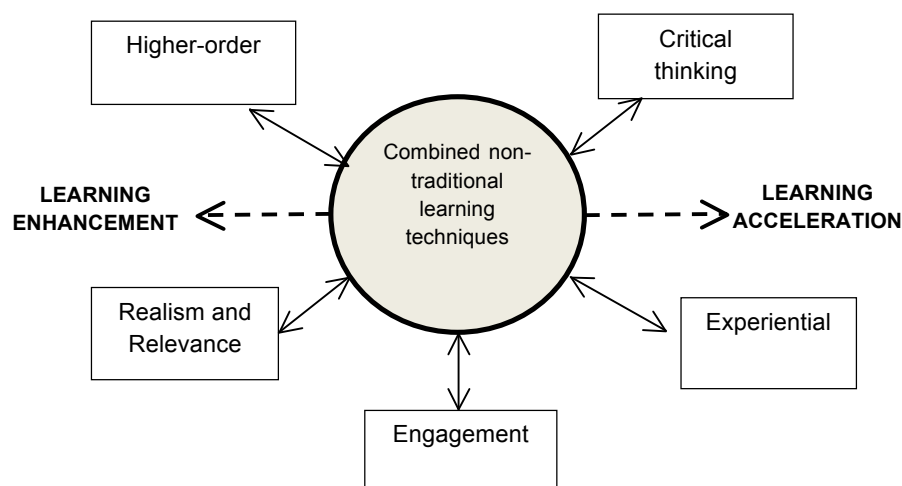 Higher-order
Critical
thinking
Combined non-
traditional
learning
techniques
LEARNING
ENHANCEMENT
LEARNING
ACCELERATION
Realism and
Relevance
Experiential
Engagement